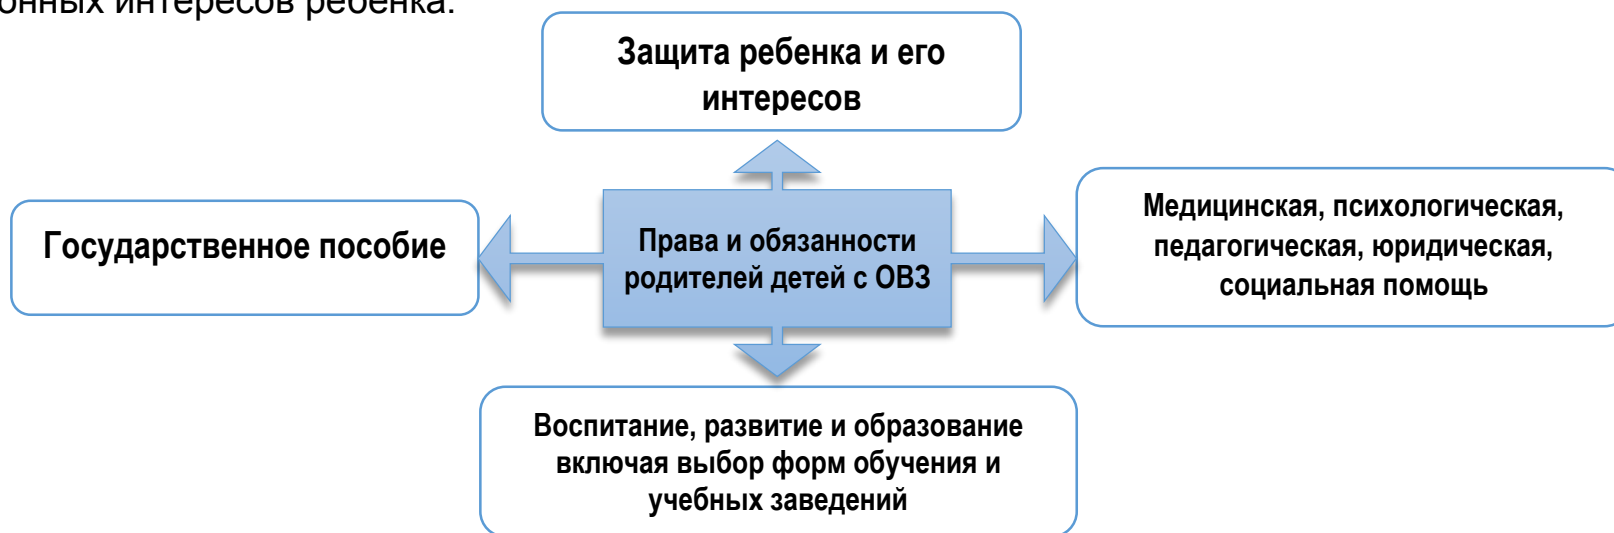 интересов ребенка.
Защита ребенка и его
интересов
Государственное пособие
Права и обязанности
родителей детей с ОВЗ
Медицинская, психологическая,
педагогическая, юридическая,
социальная помощь
Воспитание, развитие и образование
включая выбор форм обучения и
учебных заведений